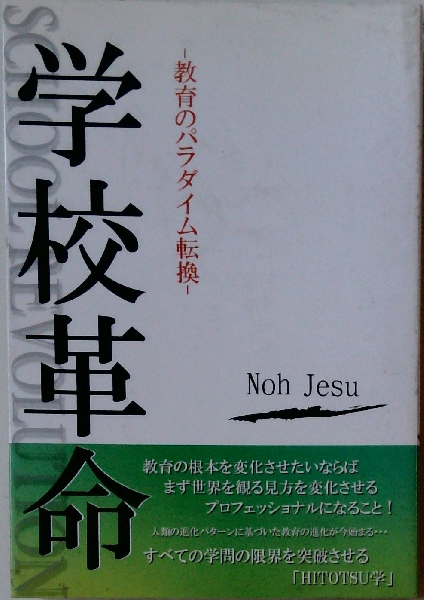 SCHOOL REVOLUTION
学校革命
-教育のパラダイム転換-
Noh Jesu
教育の根本を変化させたいならば
まず世界を観る見方を変化させる
プロフェッショナルになること!
人類の進化パターンに基づいた教育の進化が今始まる・・・
すべての学問の限界を突破させる
「HITOTSU学」